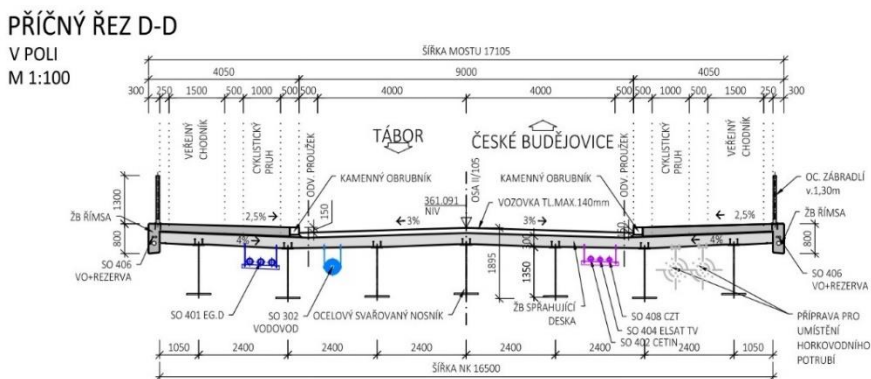 PŘÍČNÝ ŘEZ D-D
V POLI
M 1:100
ŠÍŘKA MOSTU 17105
4050 9000 4050
300 250 1500 500 1000 500 500 4000 4000 500 500 1000 500 1500 250 300
VEŘEJNÝ
CHODNÍK
CYKLISTICKÝ
PRUH
ODV. PROUŽEK
TÁBOR
ČESKÉ BUDĚJOVICE
OSA II/105
ODV. PROUŽEK
CYKLISTICKÝ
PRUH
VEŘEJNÝ
CHODNÍK
KAMENNÝ OBRUBNÍK
KAMENNÝ OBRUBNÍK
OC. ZÁBRADLÍ
v.1,30m
361.091
NIV
VOZOVKA TL.MAX.140mm
1300
150
ŽB ŘÍMSA
2,5%
3%
3%
2,5%
ŽB ŘÍMSA
800
4%
4%
800
300
1895
1350
SO 406
VO+REZERVA
SO 406
VO+REZERVA
SO 401 EG.D
SO 302
VODOVOD
OCELOVÝ SVAŘOVANÝ NOSNÍK
ŽB SPŘAHUJÍCÍ
DESKA
SO 408 CZT
SO 404 ELSAT TV
SO 402 CETIN
PŘÍPRAVA PRO
UMÍSTĚNÍ
HORKOVODNÍHO
POTRUBÍ
1050 2400 2400 2400 2400 2400 2400 1050
ŠÍŘKA NK 16500